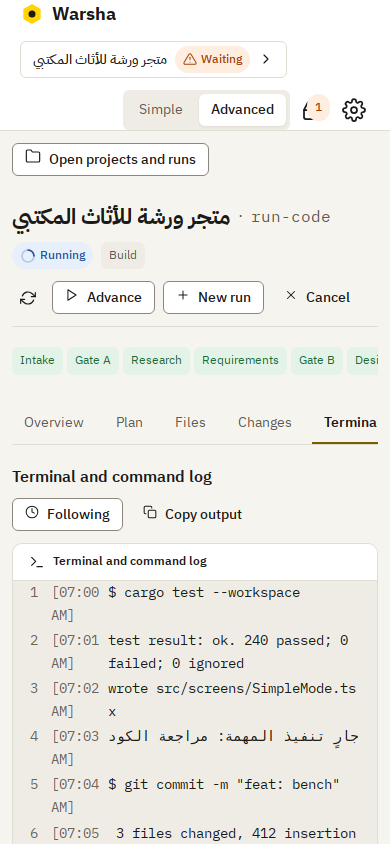 Warsha
متجر ورشة للأثاث المكتبي Waiting
Simple Advanced 1
Open projects and runs
متجر ورشة للأثاث المكتبي · run-code
Running Build
Advance New run Cancel
Intake Gate A Research Requirements Gate B Desi
Overview Plan Files Changes Termina
Terminal and command log
Following Copy output
Terminal and command log
1 [07:00 $ cargo test --workspace
AM]
2 [07:01 test result: ok. 240 passed; 0
AM] failed; 0 ignored
3 [07:02 wrote src/screens/SimpleMode.ts
AM] x
4 [07:03 جارٍ تنفيذ المهمة: مراجعة الكود
AM]
5 [07:04 $ git commit -m "feat: bench"
AM]
6 [07:05 3 files changed, 412 insertion